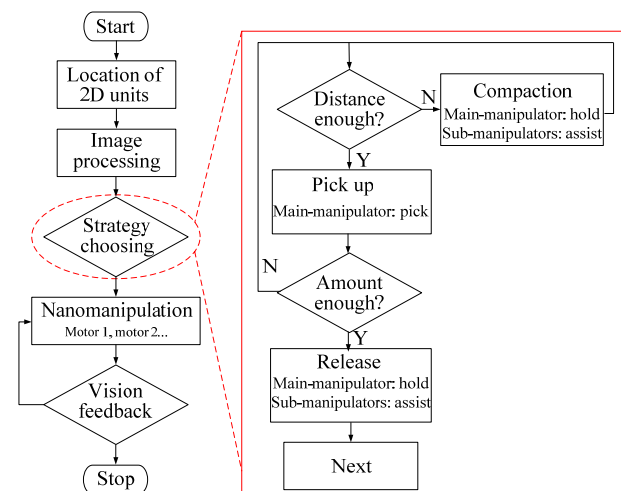 Start
Location of
2D units
Image
processing
Strategy
choosing
Nanomanipulation
Motor 1, motor 2...
Vision
feedback
Stop
Distance
enough?
N
Compaction
Main-manipulator: hold
Sub-manipulators: assist
Y
Pick up
Main-manipulator: pick
N
Amount
enough?
Y
Release
Main-manipulator: hold
Sub-manipulators: assist
Next